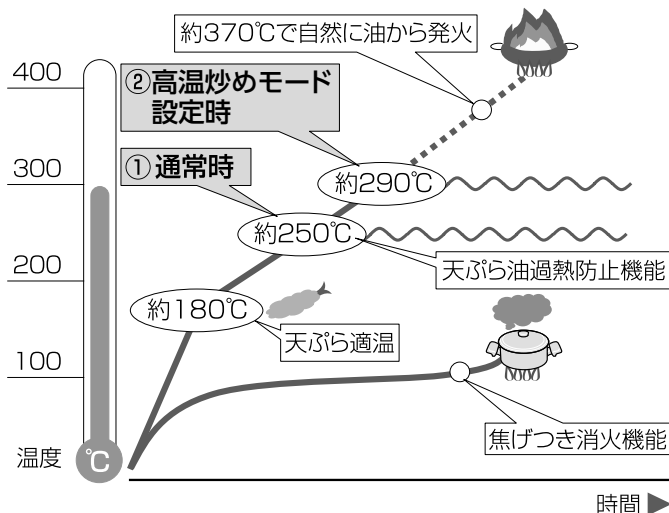 約370℃で自然に油から発火
400
②高温炒めモード
設定時
300
①通常時
約290℃
約250℃
200
天ぷら油過熱防止機能
約180℃
天ぷら適温
100
焦げつき消火機能
温度
℃
時間